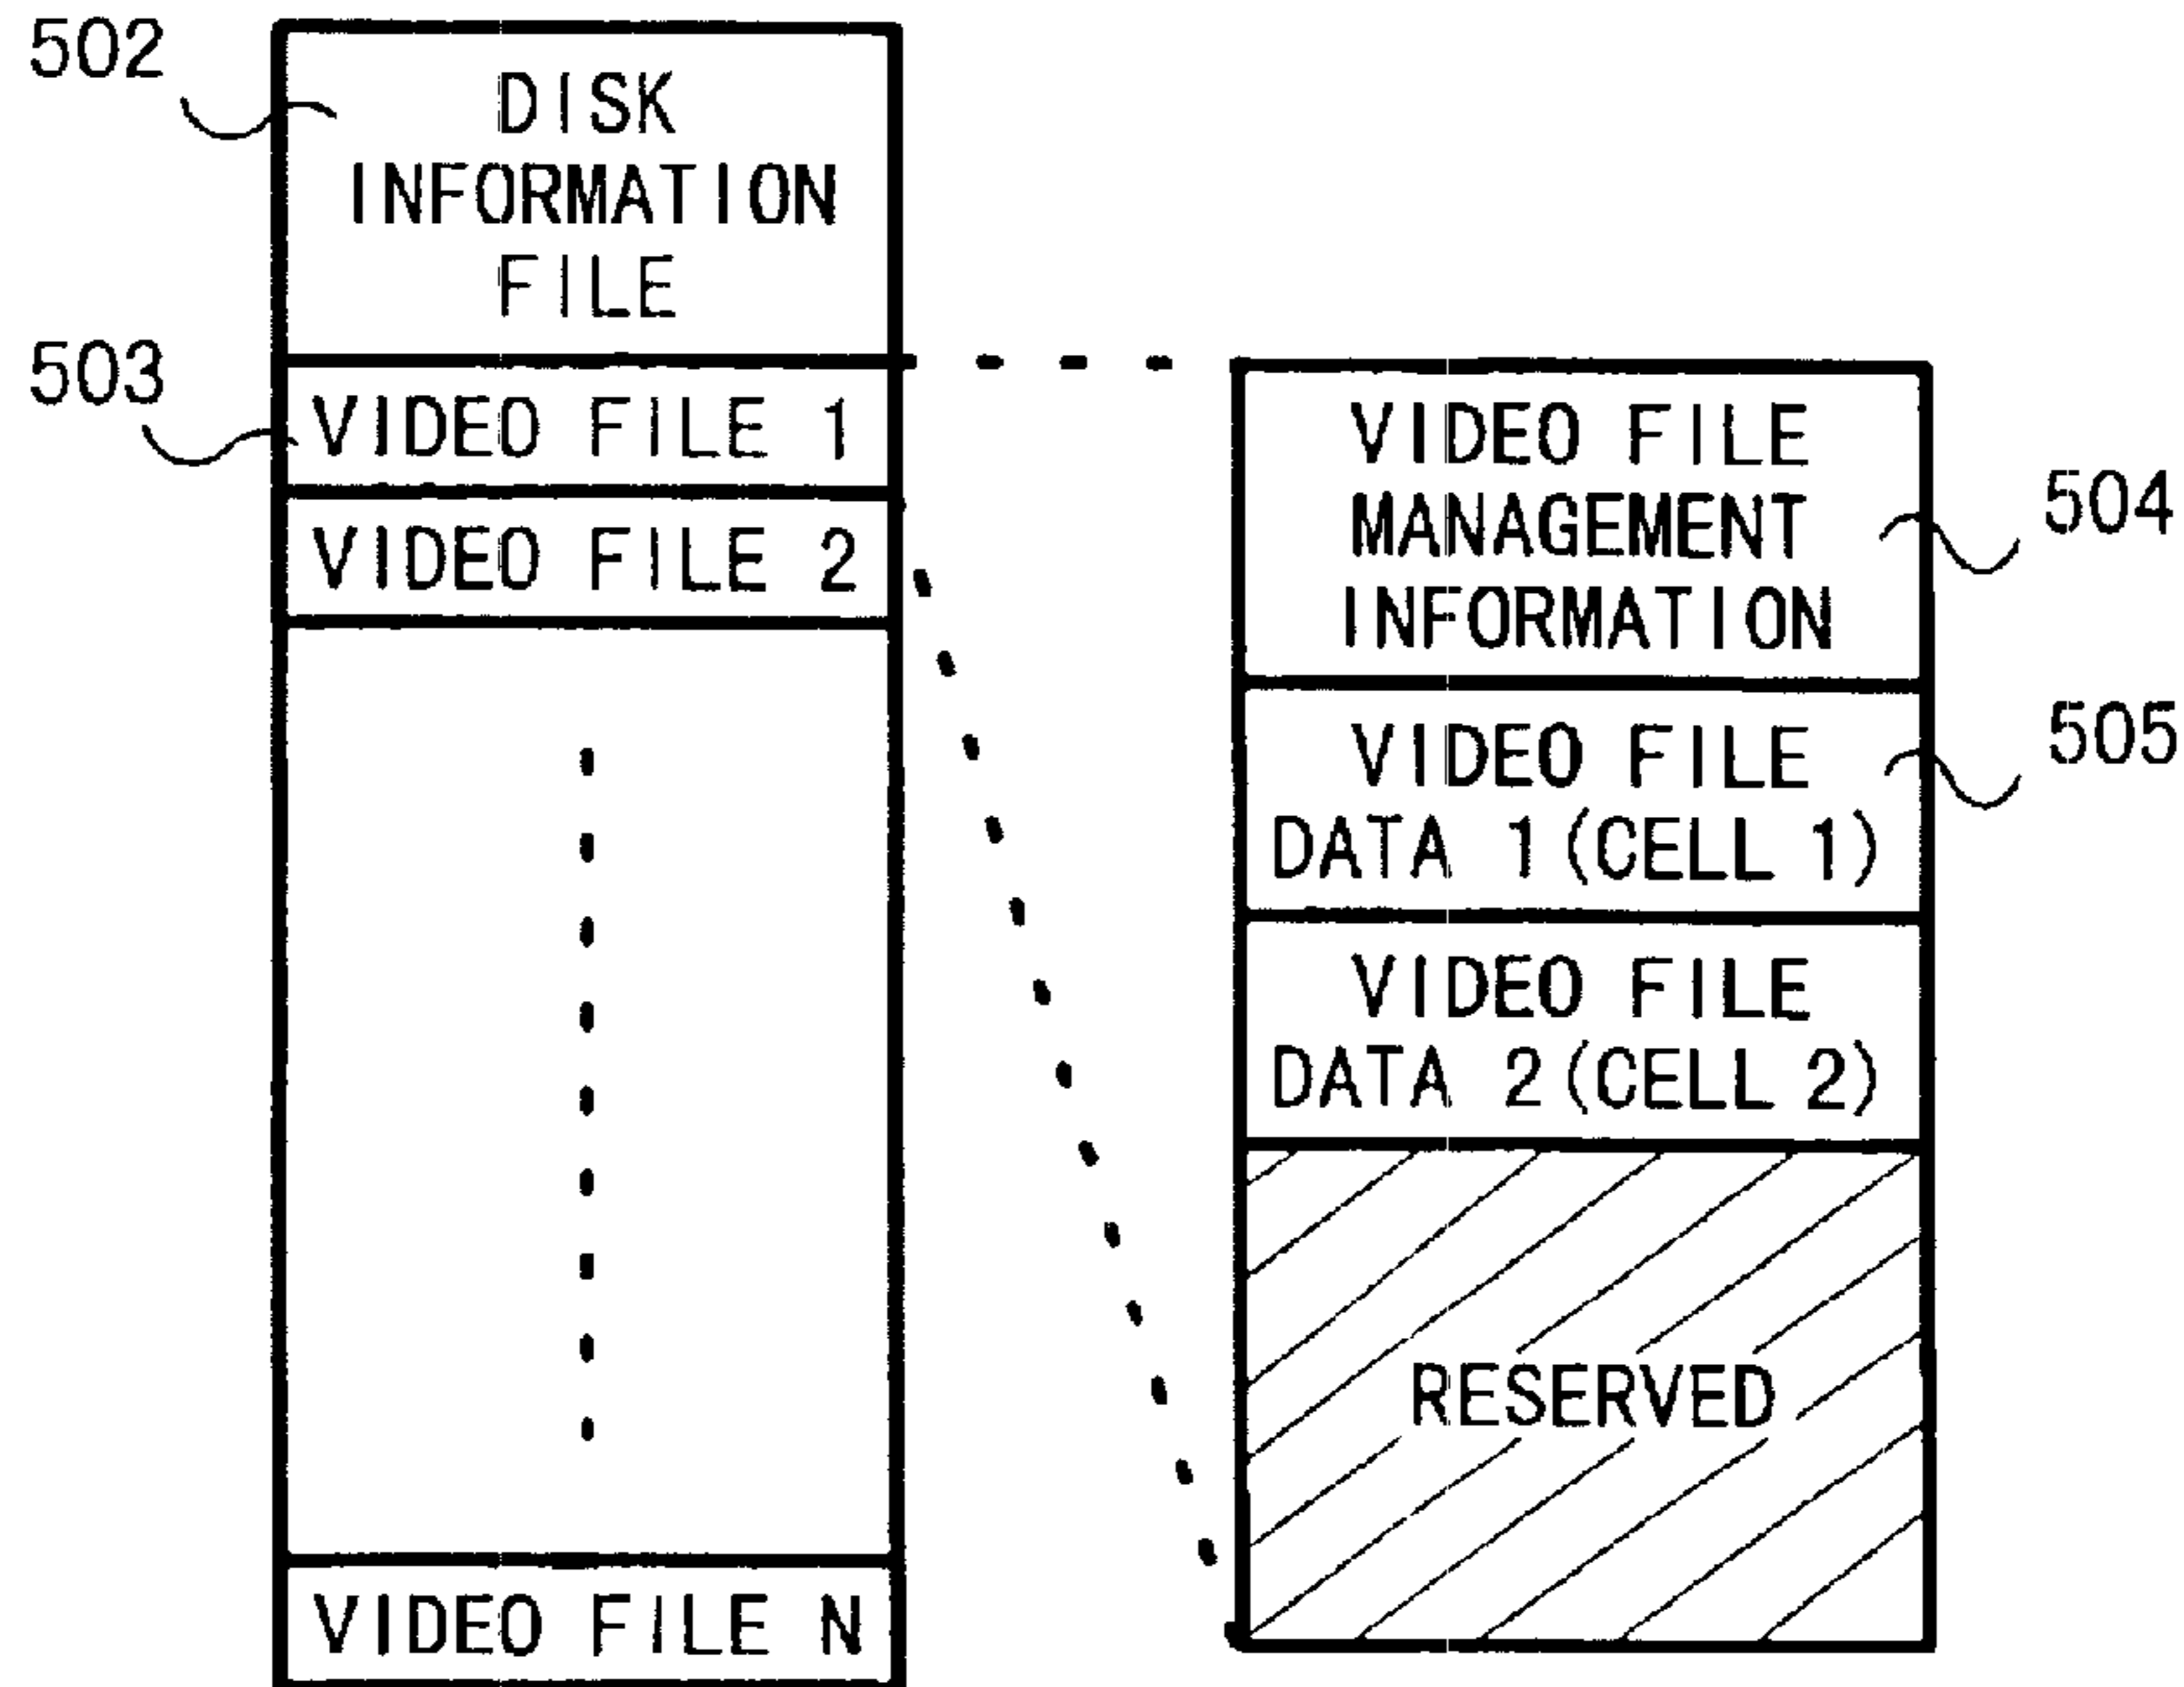 502
DISK
INFORMATION
FILE
503
VIDEO FILE 1
VIDEO FILE 2
VIDEO FILE N
VIDEO FILE
MANAGEMENT
INFORMATION
504
VIDEO FILE
DATA 1(CELL 1)
505
VIDEO FILE
DATA 2(CELL 2)
RESERVED